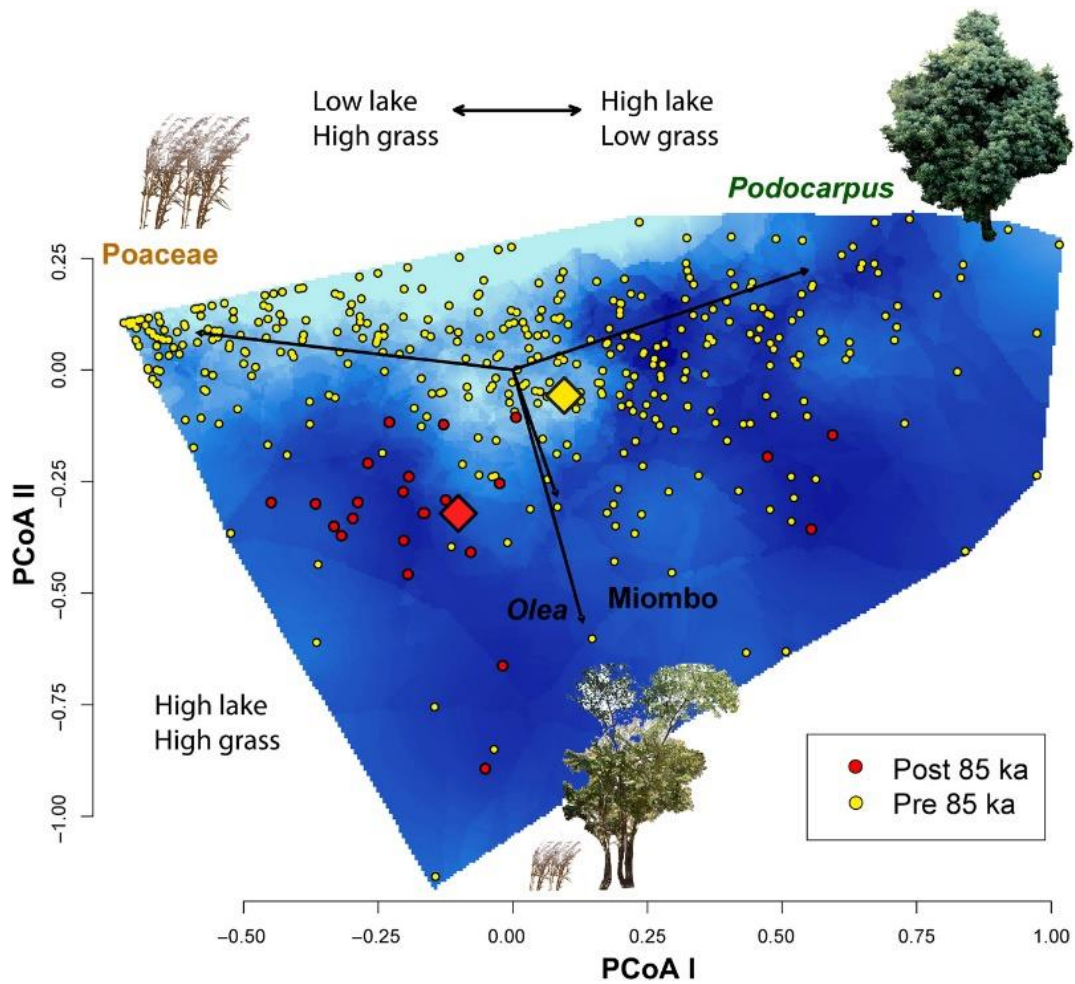 Low lake
High grass
High lake
Low grass
Podocarpus
Poaceae
0.25
0.00
−0.25
−0.50
−0.75
−1.00
PCoA II
Olea
Miombo
High lake
High grass
Post 85 ka
Pre 85 ka
−0.50
−0.25
0.00
0.25
0.50
0.75
1.00
PCoA I